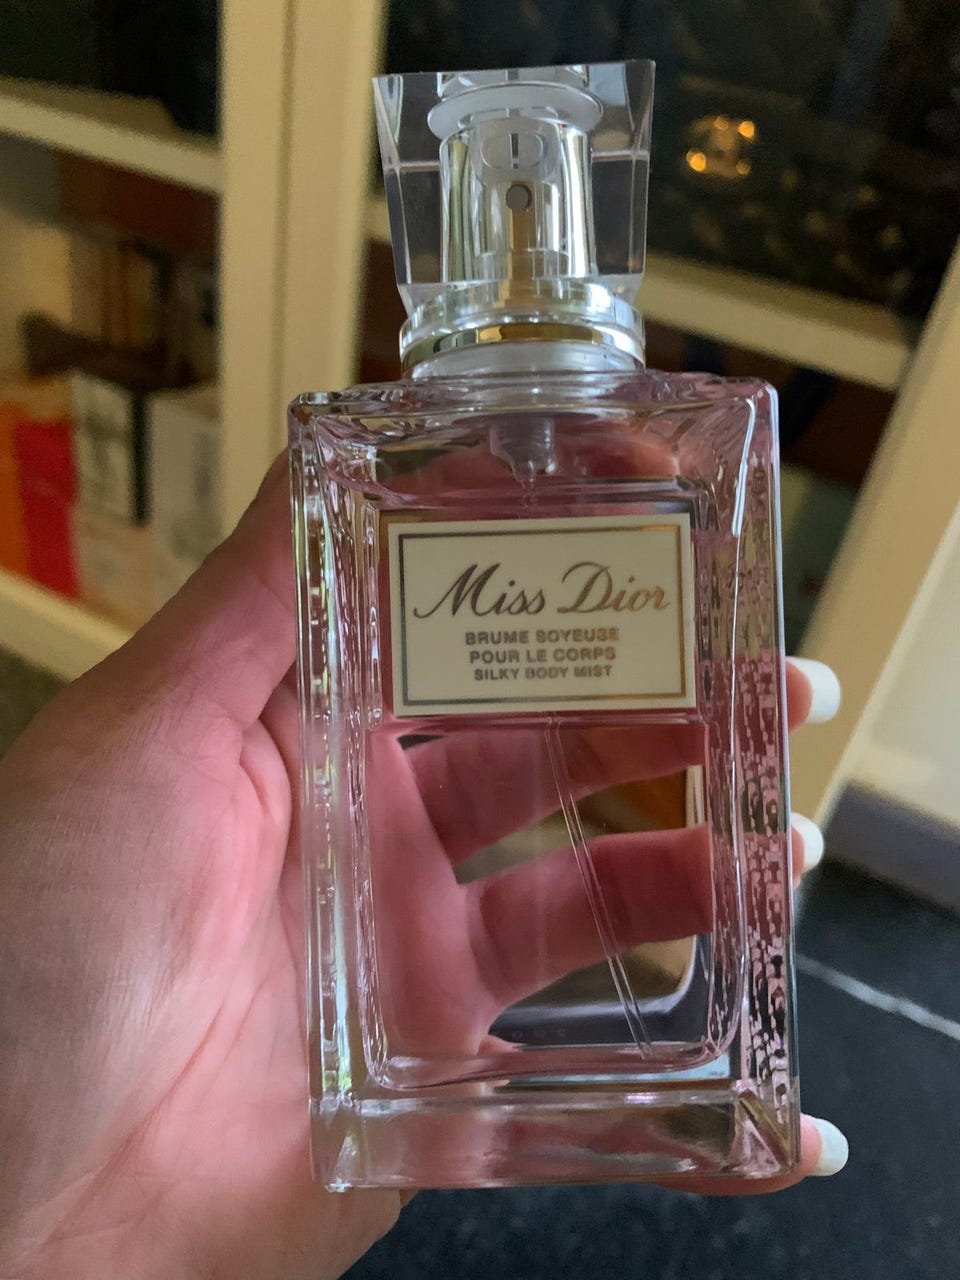 Miss Dior
BRUME SOYEUSE
POUR LE CORPS
SILKY BODY MIST